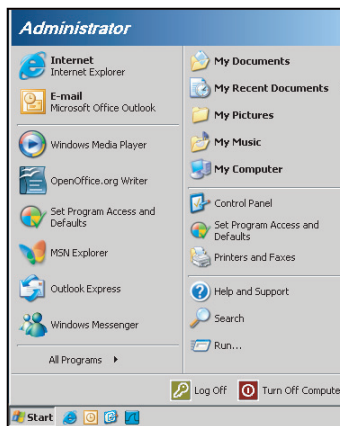 Administrator
Internet
Internet Explorer
E-mail
Microsoft Office Outlook
Windows Media Player
OpenOffice.org Writer
Set Program Access and
Defaults
MSN Explorer
Outlook Express
Windows Messenger
All Programs
My Documents
My Recent Documents
My Pictures
My Music
My Computer
Control Panel
Set Program Access and
Defaults
Printers and Faxes
Help and Support
Search
Run...
Log Off
Turn Off Compute
Start